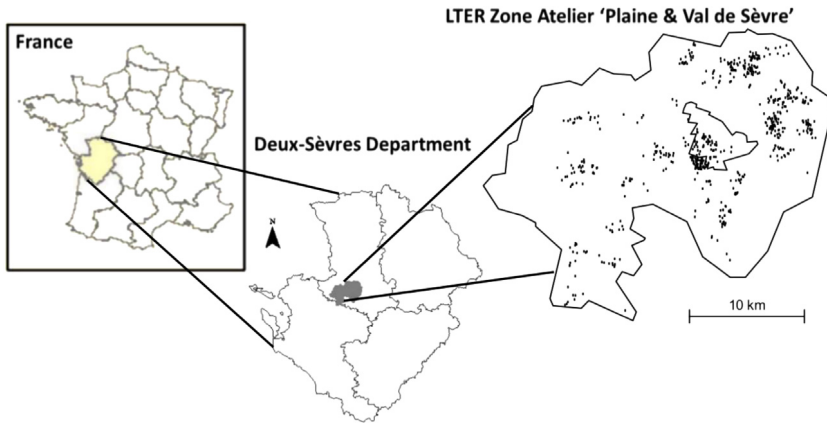 LTER Zone Atelier ‘Plaine & Val de Sèvre’
France
Deux-Sèvres Department
N
10 km